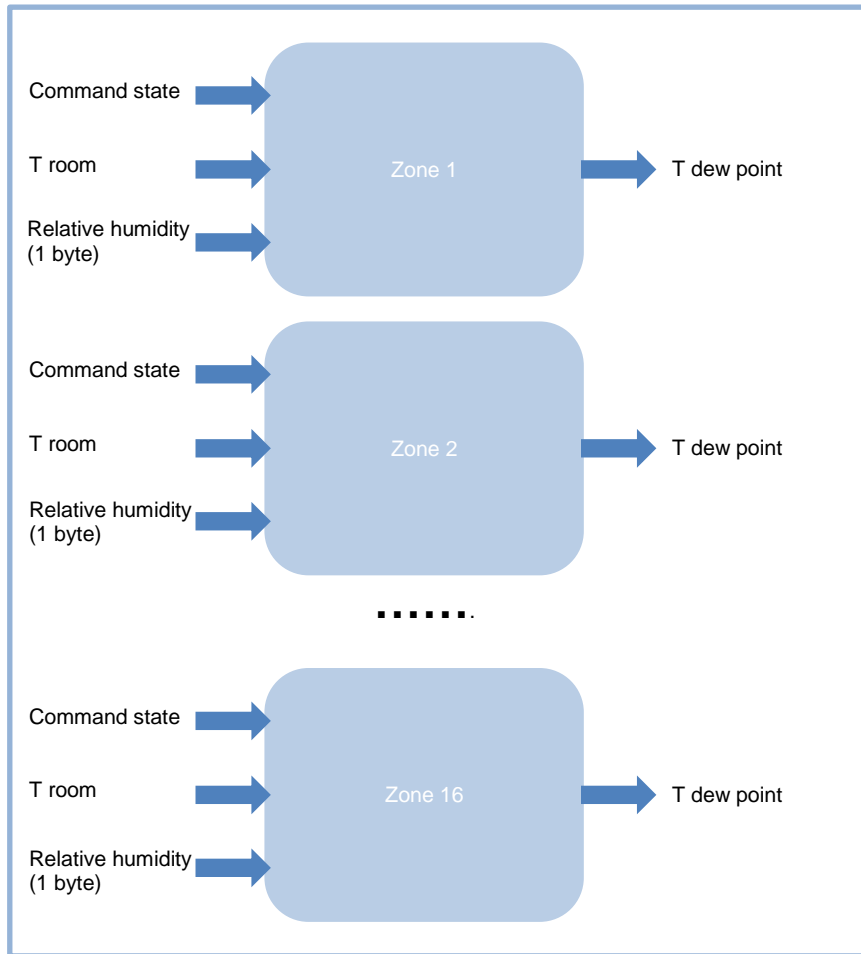 Command state
T room
Zone 1
T dew point
Relative humidity
(1 byte)
Command state
T room
Zone 2
T dew point
Relative humidity
(1 byte)
…….
Command state
T room
Zone 16
T dew point
Relative humidity
(1 byte)